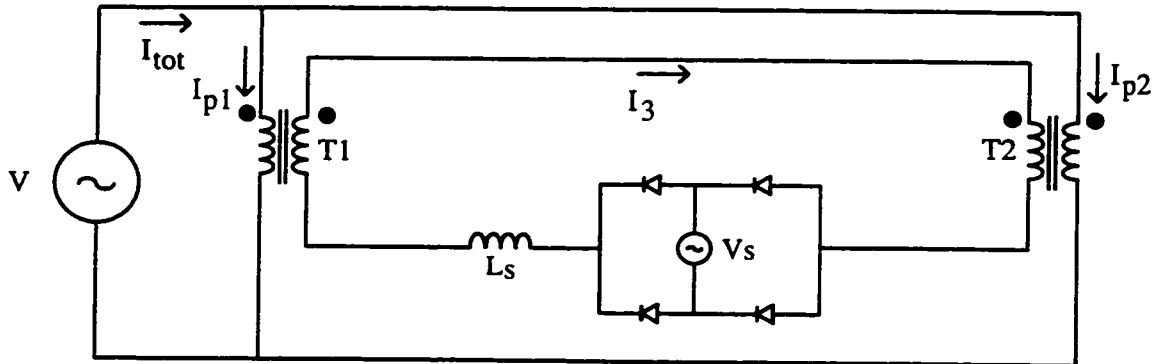 I_tot
I_p1
I_3
I_p2
T1
T2
V
V_s
L_s